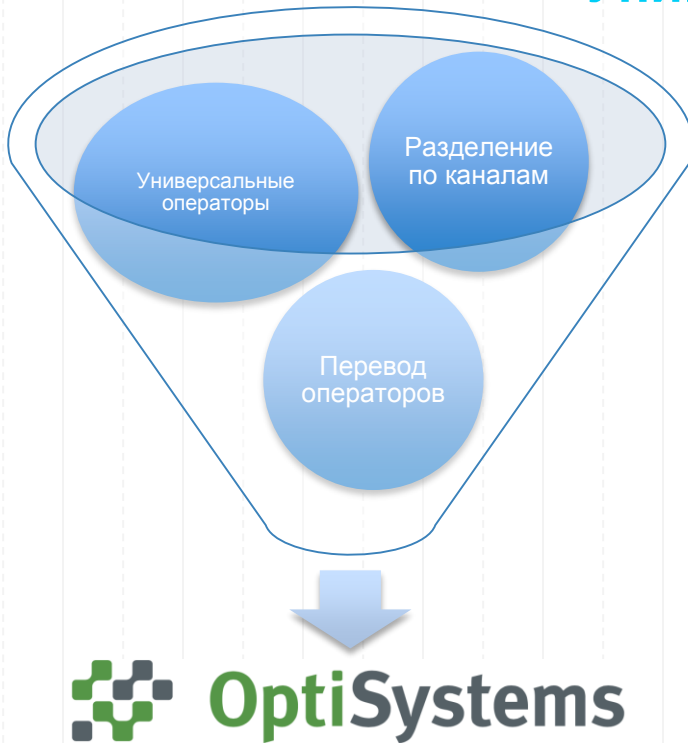 Универсальные
операторы
Разделение
по каналам
Перевод
операторов
OptiSystems